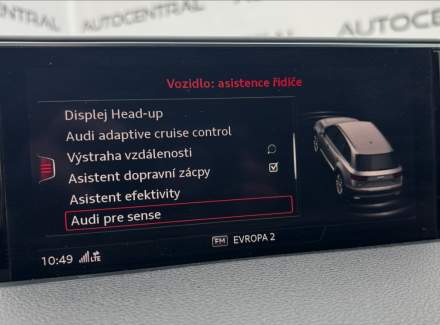 AUTOCENTRAL
AUTOCENTRAL
Vozidlo: asistence řidiče
Displej Head-up
Audi adaptive cruise control
Výstraha vzdálenosti
Asistent dopravní zácpy
Asistent efektivity
Audi pre sense
FM EVROPA 2
10:49 LTE